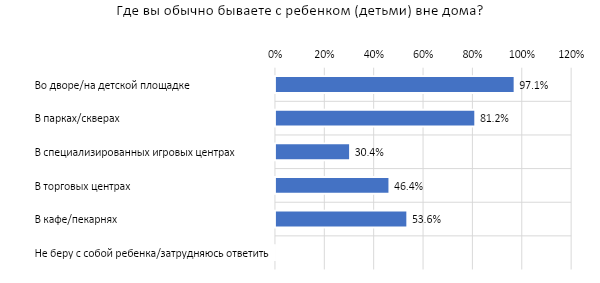 Где вы обычно бываете с ребенком (детьми) вне дома?
0% 20% 40% 60% 80% 100% 120%
Во дворе/на детской площадке 97.1%
В парках/скверах 81.2%
В специализированных игровых центрах 30.4%
В торговых центрах 46.4%
В кафе/пекарнях 53.6%
Не беру с собой ребенка/затрудняюсь ответить